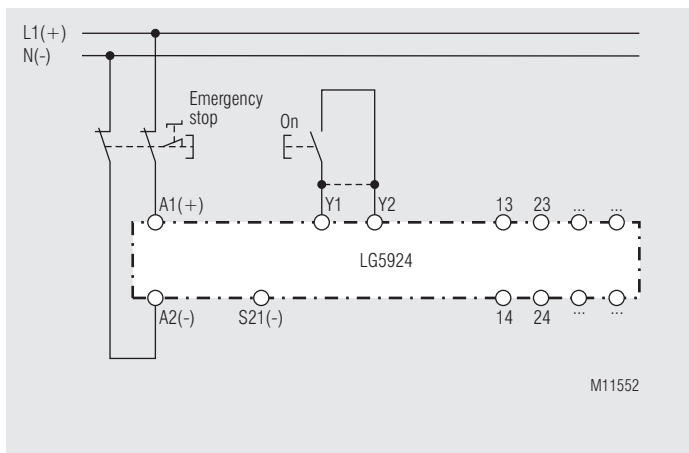 L1(+)
N(-)
Emergency
stop
On
A1(+)
Y1
Y2
13
23
...
...
LG5924
A2(-)
S21(-)
14
24
...
...
M11552